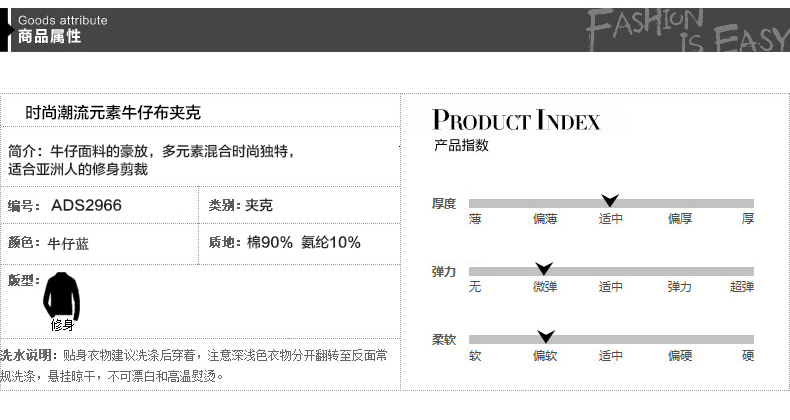 Goods attribute
商品属性
FASHION
IS EASY
时尚潮流元素牛仔布夹克
简介：牛仔面料的豪放，多元素混合时尚独特，
适合亚洲人的修身剪裁
编号： ADS2966
类别: 夹克
颜色：牛仔蓝
质地: 棉90% 氨纶10%
版型：
修身
洗水说明: 贴身衣物建议洗涤后穿着，注意深浅色衣物分开翻转至反面常
规洗涤，悬挂晾干，不可漂白和高温熨烫。
PRODUCT INDEX
产品指数
厚度
薄 偏薄 适中 偏厚 厚
弹力
无 微弹 适中 弹力 超弹
柔软
软 偏软 适中 偏硬 硬